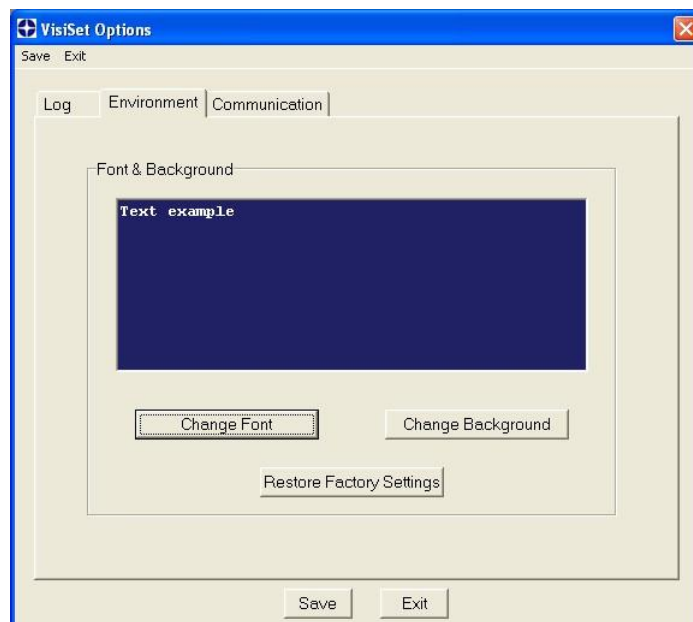 VisiSet Options
Save Exit
Log Environment Communication
Font & Background
Text example
Change Font Change Background
Restore Factory Settings
Save Exit